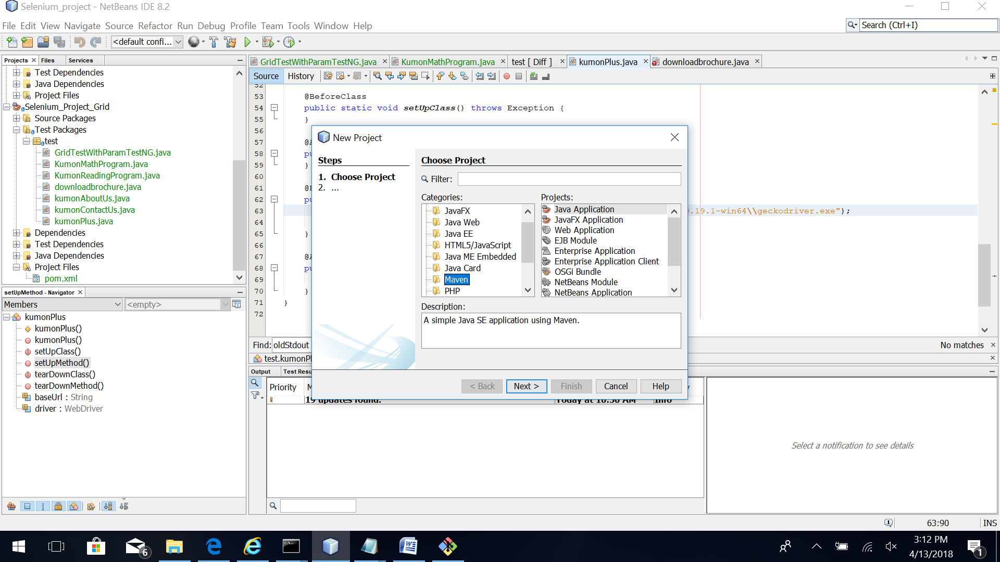 Selenium_project - NetBeans IDE 8.2
File Edit View Navigate Source Refactor Run Debug Profile Team Tools Window Help
Search (Ctrl+I)
<default confi...
Projects Files Services
Test Dependencies
Java Dependencies
Project Files
Selenium_Project_Grid
Source Packages
Test Packages
test
GridTestWithParamTestNG.java
KumonMathProgram.java
KumonReadingProgram.java
downloadbrochure.java
kumonAboutUs.java
kumonContactUs.java
kumonPlus.java
Dependencies
Test Dependencies
Java Dependencies
Project Files
pom.xml
setUpMethod - Navigator
Members
<empty>
kumonPlus
kumonPlus()
kumonPlus()
setUpClass()
setUpMethod()
tearDownClass()
tearDownMethod()
baseUrl : String
driver : WebDriver
GridTestWithParamTestNG.java KumonMathProgram.java test [ Diff ] kumonPlus.java downloadbrochure.java
Source History
52
53 @BeforeClass
54 public static void setUpClass() throws Exception {
55 }
56
57
58 pu
59 }
60
61
62 pu
63 .19.1-win64\\geckodriver.exe");
64
65 }
66
67
68 pu
69
70 }
71 }
72
Find: oldStdout
No matches
test.kumonPl
Output Test Resu
Priority
19 updates found. Today at 10:50 AM Info
Select a notification to see details
New Project
Steps
1. Choose Project
2. ...
Choose Project
Filter:
Categories:
JavaFX
Java Web
Java EE
HTML5/JavaScript
Java ME Embedded
Java Card
Maven
PHP
Projects:
Java Application
JavaFX Application
Web Application
EJB Module
Enterprise Application
Enterprise Application Client
OSGi Bundle
NetBeans Module
NetBeans Application
Description:
A simple Java SE application using Maven.
< Back Next > Finish Cancel Help
63:90 INS
6
3:12 PM
4/13/2018
1